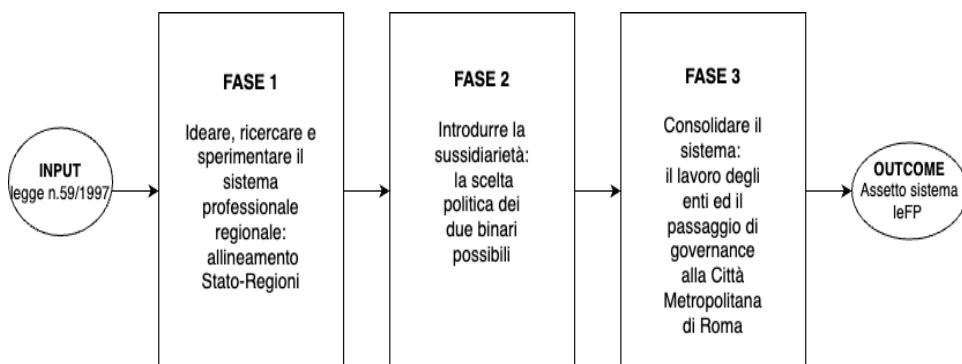 INPUT
legge n.59/1997
FASE 1
Ideare, ricercare e
sperimentare il
sistema
professionale
regionale:
allineamento
Stato-Regioni
FASE 2
Introdurre la
sussidiarietà:
la scelta
politica dei
due binari
possibili
FASE 3
Consolidare il
sistema:
il lavoro degli
enti ed il
passaggio di
governance
alla Città
Metropolitana
di Roma
OUTCOME
Assetto sistema
IeFP